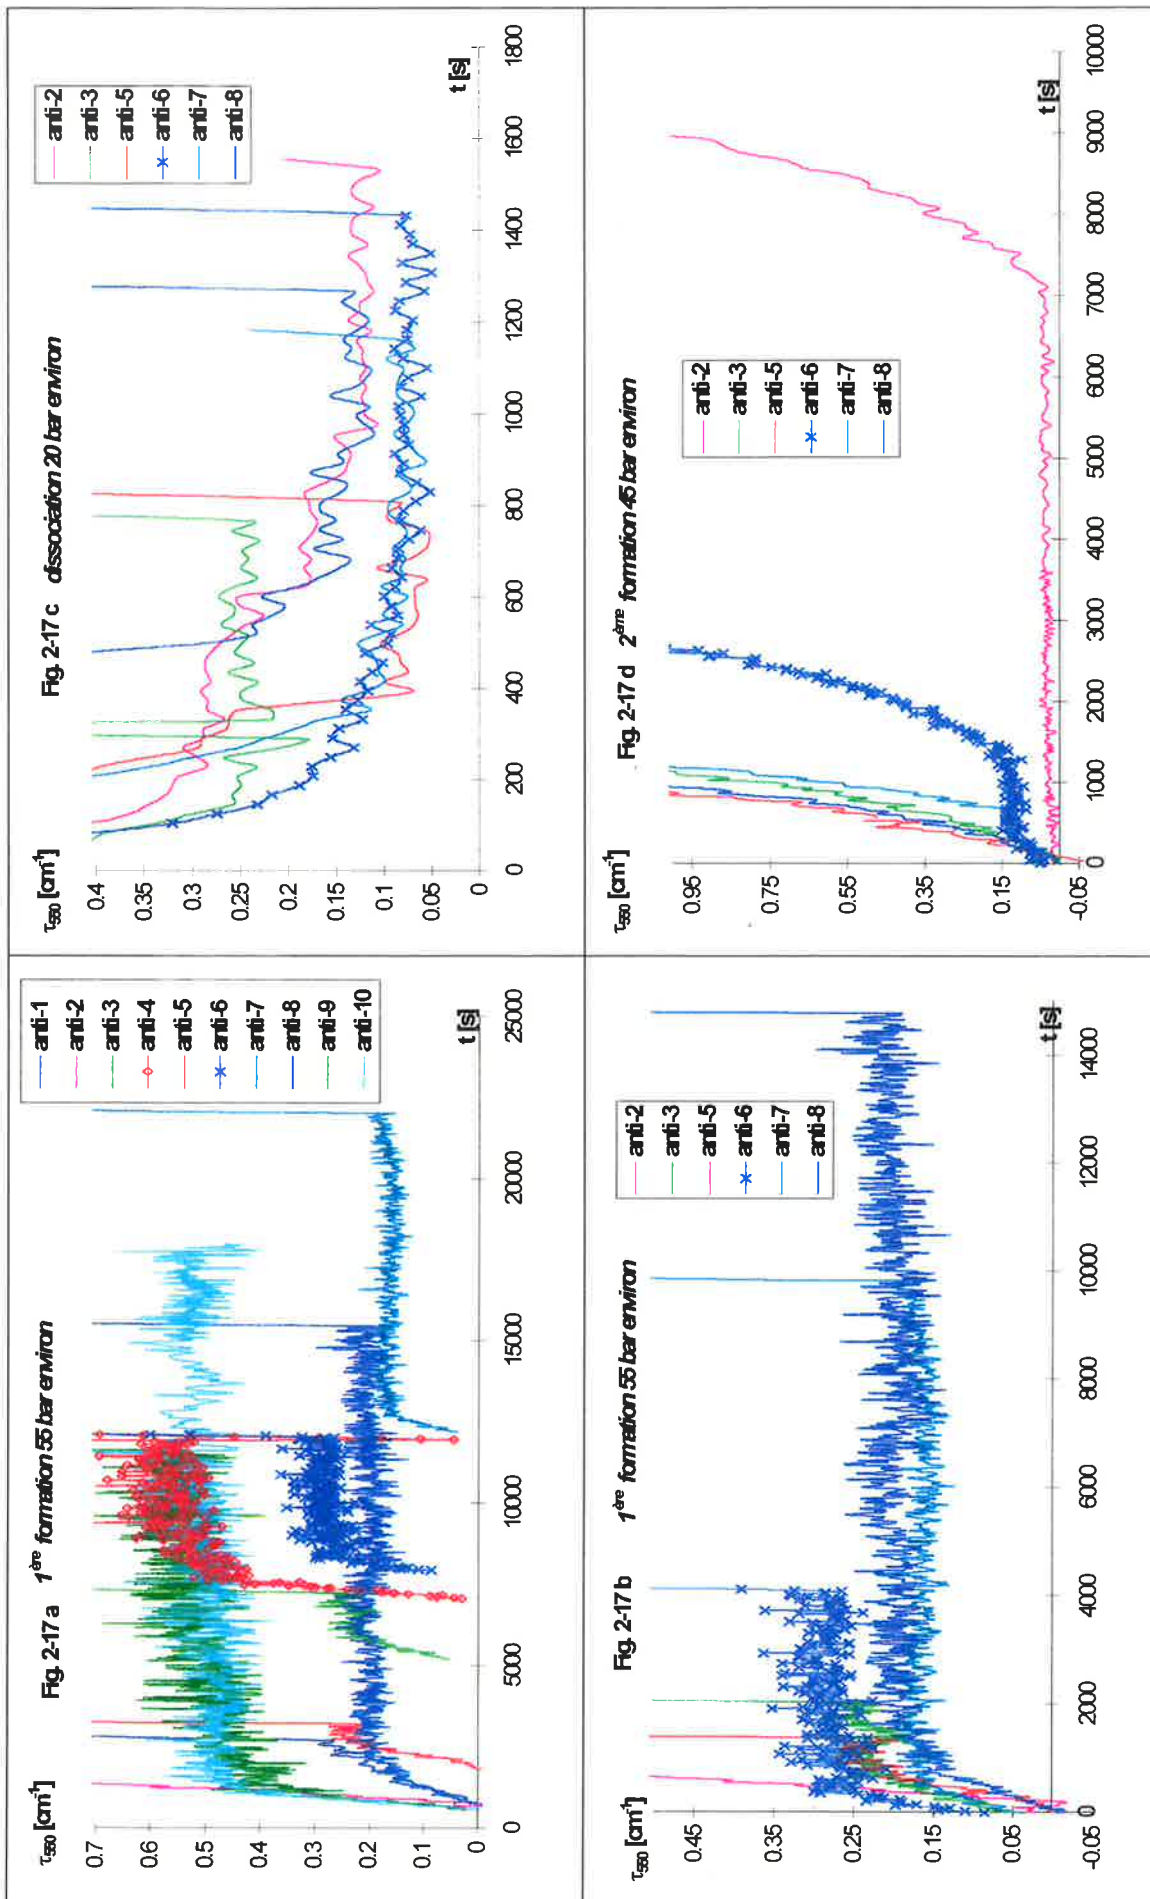 τ550 [cm-1]
Fig. 2-17 a 1ère formation 55 bar environ
anti-1
anti-2
anti-3
anti-4
anti-5
anti-6
anti-7
anti-8
anti-9
anti-10
0.7
0.6
0.5
0.4
0.3
0.2
0.1
0
0
5000
10000
15000
20000
25000
t [s]
τ550 [cm-1]
Fig. 2-17 c dissociation 20 bar environ
anti-2
anti-3
anti-5
anti-6
anti-7
anti-8
0.4
0.35
0.3
0.25
0.2
0.15
0.1
0.05
0
0
200
400
600
800
1000
1200
1400
1600
1800
t [s]
τ550 [cm-1]
Fig. 2-17 b 1ère formation 55 bar environ
anti-2
anti-3
anti-5
anti-6
anti-7
anti-8
0.45
0.35
0.25
0.15
0.05
-0.05
0
2000
4000
6000
8000
10000
12000
14000
t [s]
τ550 [cm-1]
Fig. 2-17 d 2ème formation 45 bar environ
anti-2
anti-3
anti-5
anti-6
anti-7
anti-8
0.95
0.75
0.55
0.35
0.15
-0.05
0
1000
2000
3000
4000
5000
6000
7000
8000
9000
10000
t [s]